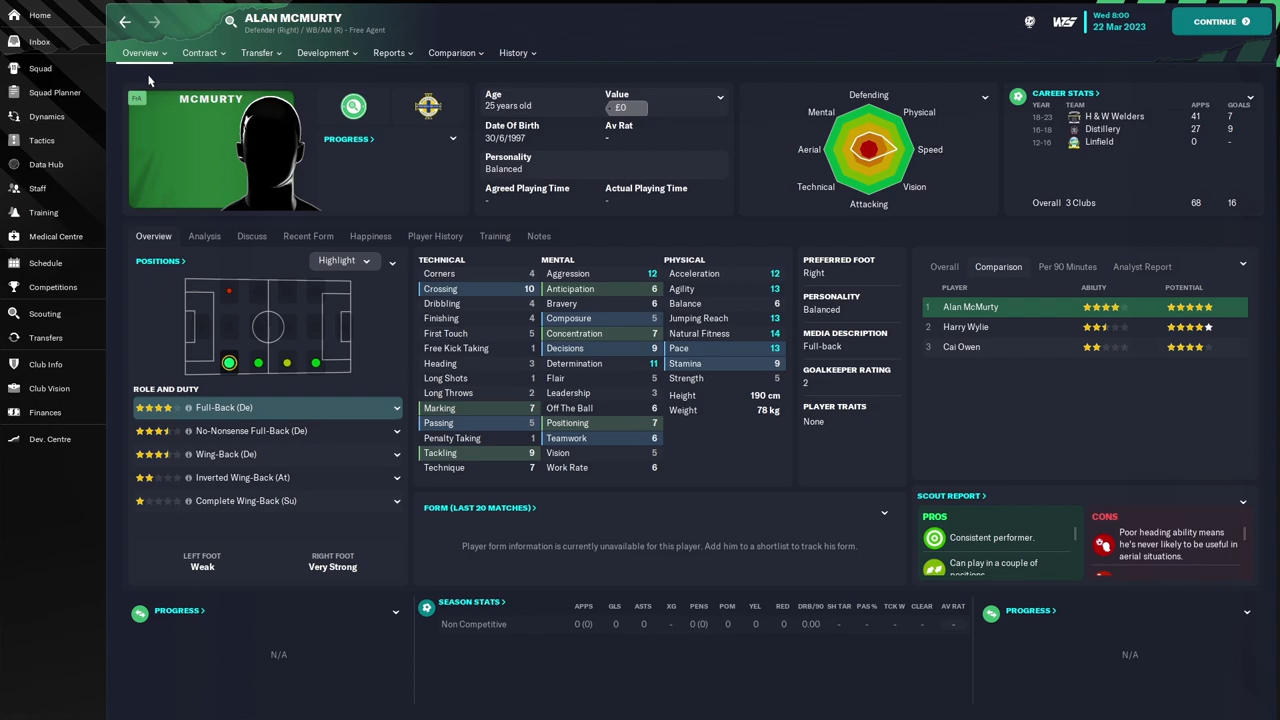 Home
Inbox
Squad
Squad Planner
Dynamics
Tactics
Data Hub
Staff
Training
Medical Centre
Schedule
Competitions
Scouting
Transfers
Club Info
Club Vision
Finances
Dev. Centre
ALAN MCMURTY
Defender (Right) / WB/AM (R) - Free Agent
Wed 8:00
22 Mar 2023
CONTINUE
Overview
Contract
Transfer
Development
Reports
Comparison
History
FrA
MCMURTY
PROGRESS
Age
25 years old
Value
£0
Date Of Birth
30/6/1997
Av Rat
-
Personality
Balanced
Agreed Playing Time
-
Actual Playing Time
-
Defending
Mental
Physical
Aerial
Speed
Technical
Vision
Attacking
CAREER STATS
YEAR TEAM APPS GOALS
18-23 H & W Welders 41 7
16-18 Distillery 27 9
12-16 Linfield 0 -
Overall 3 Clubs 68 16
Overview
Analysis
Discuss
Recent Form
Happiness
Player History
Training
Notes
POSITIONS
Highlight
ROLE AND DUTY
Full-Back (De)
No-Nonsense Full-Back (De)
Wing-Back (De)
Inverted Wing-Back (At)
Complete Wing-Back (Su)
LEFT FOOT
Weak
RIGHT FOOT
Very Strong
TECHNICAL
Corners 4
Crossing 10
Dribbling 4
Finishing 4
First Touch 5
Free Kick Taking 1
Heading 3
Long Shots 1
Long Throws 2
Marking 7
Passing 5
Penalty Taking 1
Tackling 9
Technique 7
MENTAL
Aggression 12
Anticipation 6
Bravery 6
Composure 5
Concentration 7
Decisions 9
Determination 11
Flair 5
Leadership 3
Off The Ball 6
Positioning 7
Teamwork 6
Vision 5
Work Rate 6
PHYSICAL
Acceleration 12
Agility 13
Balance 6
Jumping Reach 13
Natural Fitness 14
Pace 13
Stamina 9
Strength 5
Height 190 cm
Weight 78 kg
PREFERRED FOOT
Right
PERSONALITY
Balanced
MEDIA DESCRIPTION
Full-back
GOALKEEPER RATING
2
PLAYER TRAITS
None
Overall
Comparison
Per 90 Minutes
Analyst Report
PLAYER ABILITY POTENTIAL
1 Alan McMurty
2 Harry Wylie
3 Cai Owen
FORM (LAST 20 MATCHES)
Player form information is currently unavailable for this player. Add him to a shortlist to track his form.
SCOUT REPORT
PROS
Consistent performer.
Can play in a couple of
positions.
CONS
Poor heading ability means
he's never likely to be useful in
aerial situations.
PROGRESS
N/A
SEASON STATS
APPS GLS ASTS XG PENS POM YEL RED DRB/90 SH TAR PAS % TCK W CLEAR AV RAT
Non Competitive 0 (0) 0 0 - 0 (0) 0 0 0 0.00 - - - - -
PROGRESS
N/A